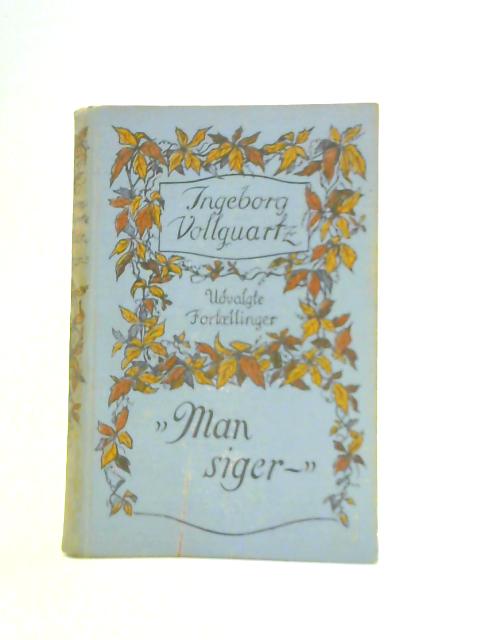 Ingeborg
Vollquartz
Udvalgte
Fortællinger
„Man
siger—”